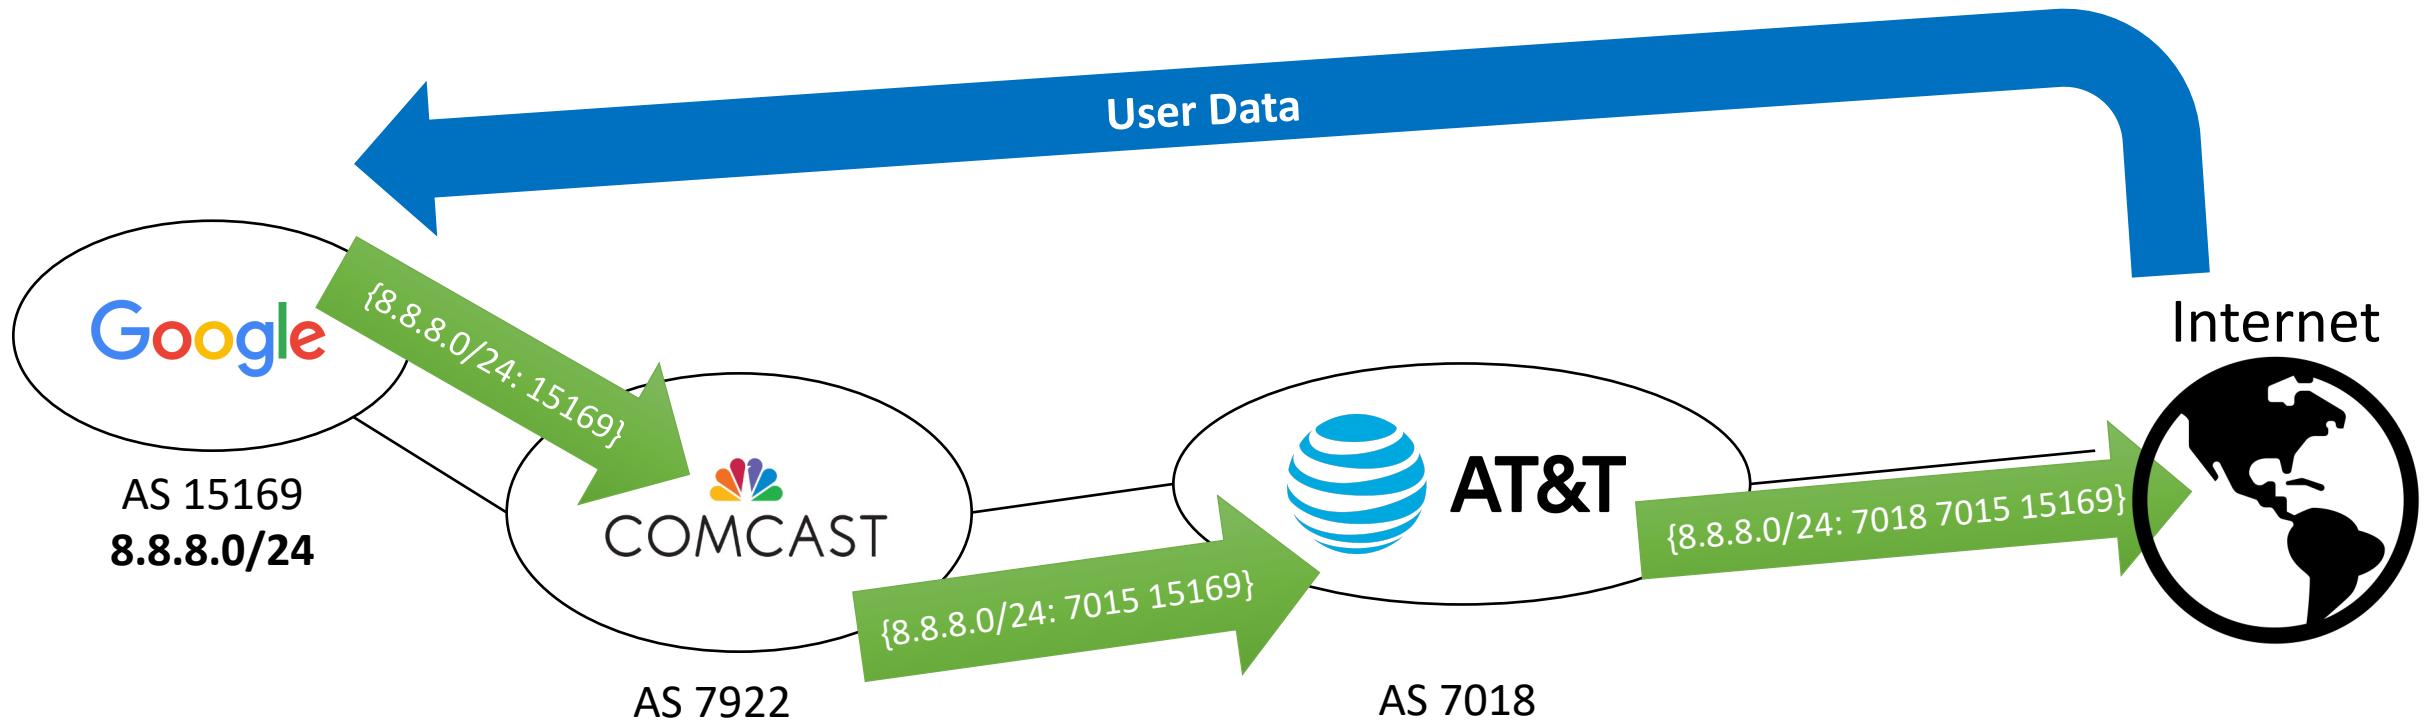 User Data
Google
{8.8.8.0/24: 15169}
AS 15169
8.8.8.0/24
COMCAST
{8.8.8.0/24: 7015 15169}
AS 7922
AT&T
AS 7018
{8.8.8.0/24: 7018 7015 15169}
Internet